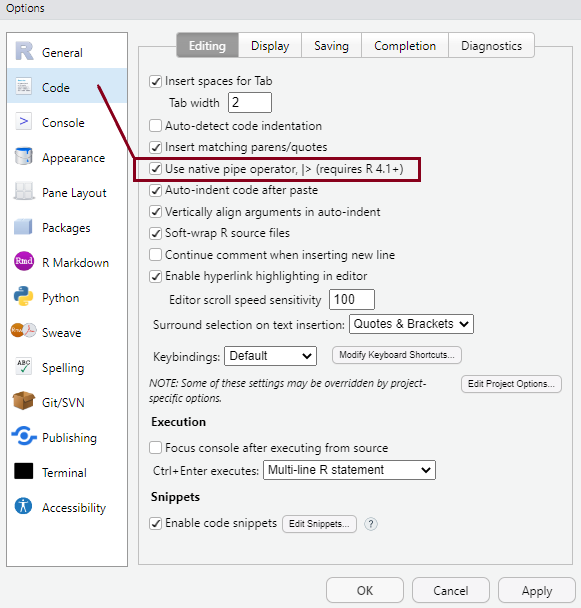 Options
General
Code
Console
Appearance
Pane Layout
Packages
Rmd R Markdown
Python
Sweave
ABC Spelling
Git/SVN
Publishing
Terminal
Accessibility
Editing Display Saving Completion Diagnostics
Insert spaces for Tab
Tab width 2
Auto-detect code indentation
Insert matching parens/quotes
Use native pipe operator, |> (requires R 4.1+)
Auto-indent code after paste
Vertically align arguments in auto-indent
Soft-wrap R source files
Continue comment when inserting new line
Enable hyperlink highlighting in editor
Editor scroll speed sensitivity 100
Surround selection on text insertion: Quotes & Brackets
Keybindings: Default Modify Keyboard Shortcuts...
NOTE: Some of these settings may be overridden by project-
specific options.
Edit Project Options...
Execution
Focus console after executing from source
Ctrl+Enter executes: Multi-line R statement
Snippets
Enable code snippets Edit Snippets... ?
OK Cancel Apply